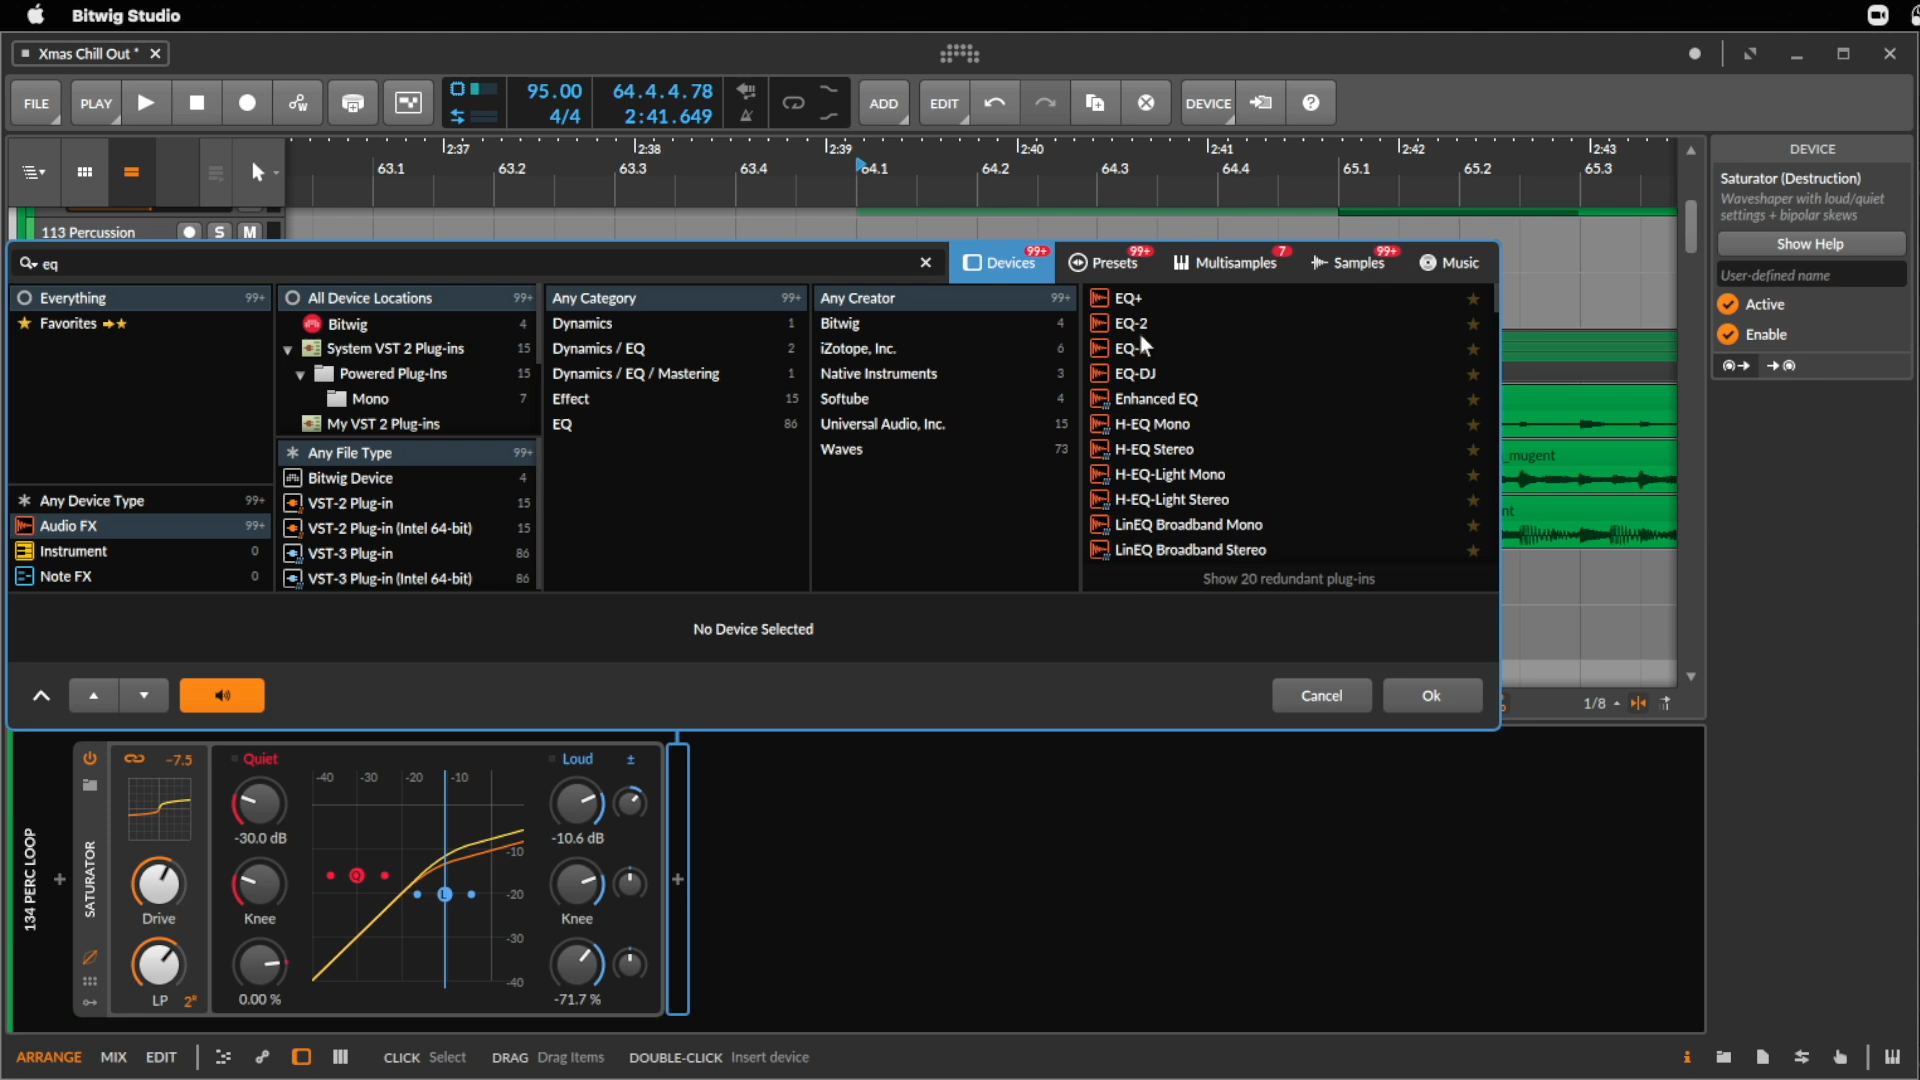 Bitwig Studio
Xmas Chill Out *
FILE
PLAY
95.00
4/4
64.4.4.78
2:41.649
ADD
EDIT
DEVICE
2:37 2:38 2:39 2:40 2:41 2:42 2:43
63.1 63.2 63.3 63.4 64.1 64.2 64.3 64.4 65.1 65.2 65.3
113 Percussion
S M
eq
Devices 99+
Presets 99+
Multisamples 7
Samples 99+
Music
Everything 99+
Favorites
Any Device Type 99+
Audio FX 99+
Instrument 0
Note FX 0
All Device Locations 99+
Bitwig 4
System VST 2 Plug-ins 15
Powered Plug-Ins 15
Mono 7
My VST 2 Plug-ins
Any File Type 99+
Bitwig Device 4
VST-2 Plug-in 15
VST-2 Plug-in (Intel 64-bit) 15
VST-3 Plug-in 86
VST-3 Plug-in (Intel 64-bit) 86
Any Category 99+
Dynamics 1
Dynamics / EQ 2
Dynamics / EQ / Mastering 1
Effect 15
EQ 86
Any Creator 99+
Bitwig 4
iZotope, Inc. 6
Native Instruments 3
Softube 4
Universal Audio, Inc. 15
Waves 73
EQ+
EQ-2
EQ-
EQ-DJ
Enhanced EQ
H-EQ Mono
H-EQ Stereo
H-EQ-Light Mono
H-EQ-Light Stereo
LinEQ Broadband Mono
LinEQ Broadband Stereo
Show 20 redundant plug-ins
No Device Selected
Cancel
Ok
_mugent
nt
1/8
DEVICE
Saturator (Destruction)
Waveshaper with loud/quiet
settings + bipolar skews
Show Help
User-defined name
Active
Enable
134 PERC LOOP
SATURATOR
-7.5
Drive
LP 2ᴿ
Quiet
-30.0 dB
Knee
0.00 %
-40 -30 -20 -10
-10
-20
-30
-40
Q
L
Loud ±
-10.6 dB
Knee
-71.7 %
ARRANGE MIX EDIT
CLICK Select DRAG Drag Items DOUBLE-CLICK Insert device